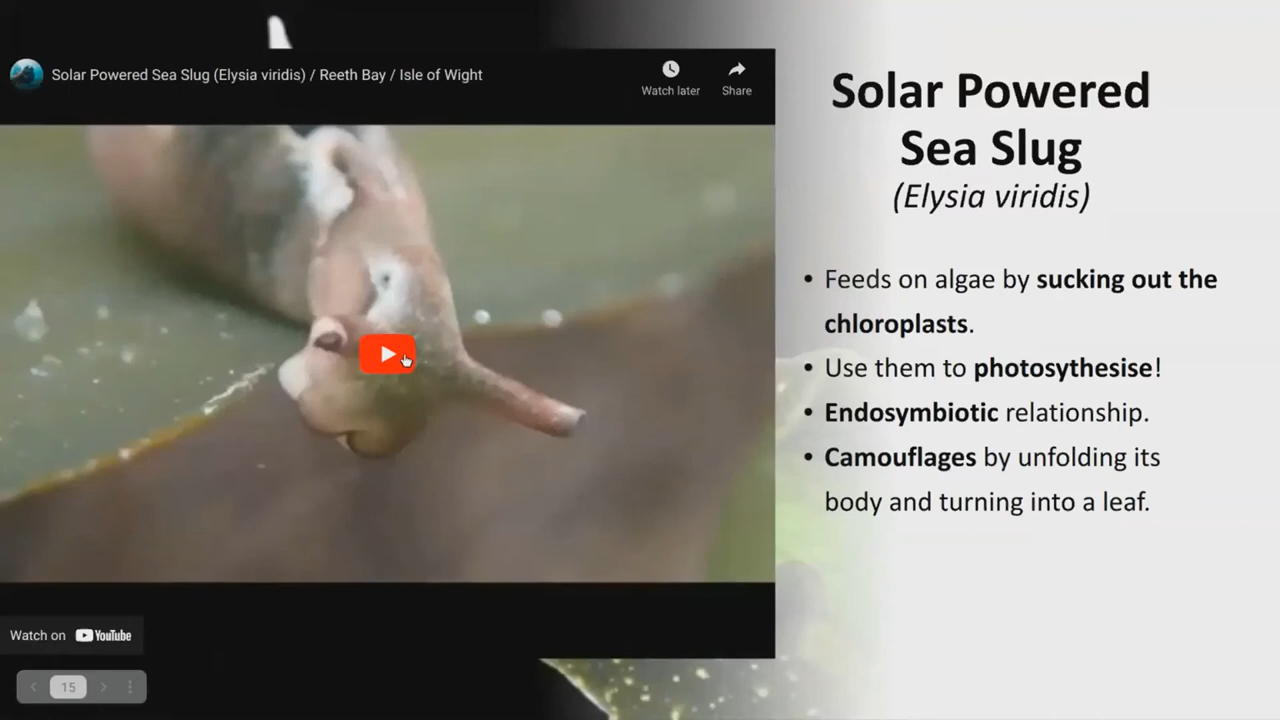 Solar Powered Sea Slug (Elysia viridis) / Reeth Bay / Isle of Wight
Watch later
Share
Watch on YouTube
15
Solar Powered
Sea Slug
(Elysia viridis)
• Feeds on algae by sucking out the
chloroplasts.
• Use them to photosythesise!
• Endosymbiotic relationship.
• Camouflages by unfolding its
body and turning into a leaf.